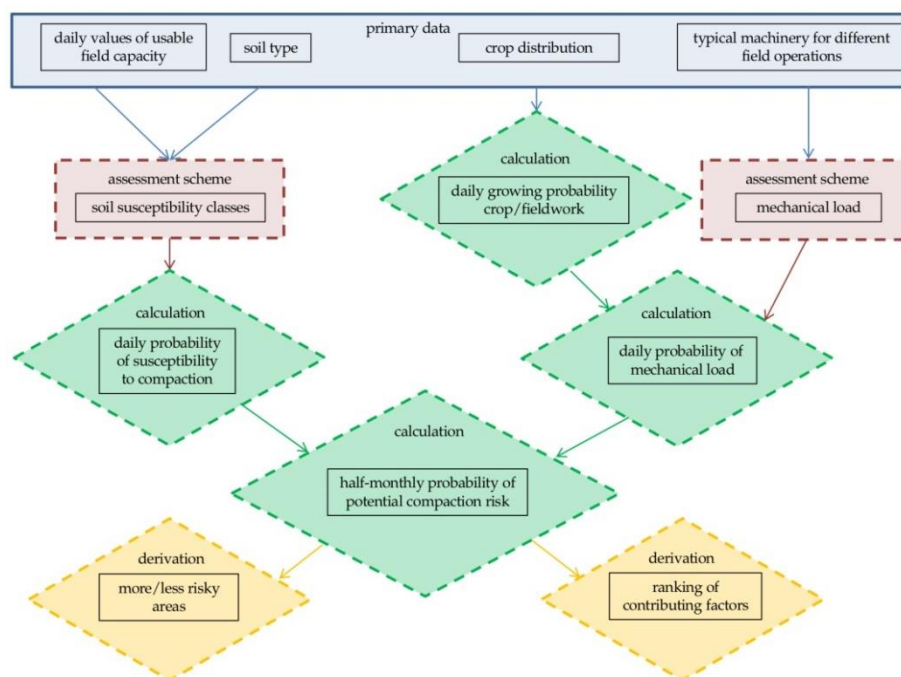 primary data
daily values of usable
field capacity
soil type
crop distribution
typical machinery for different
field operations
assessment scheme
soil susceptibility classes
calculation
daily growing probability
crop/fieldwork
assessment scheme
mechanical load
calculation
daily probability
of susceptibility
to compaction
calculation
daily probability of
mechanical load
calculation
half-monthly probability of
potential compaction risk
derivation
more/less risky
areas
derivation
ranking of
contributing factors